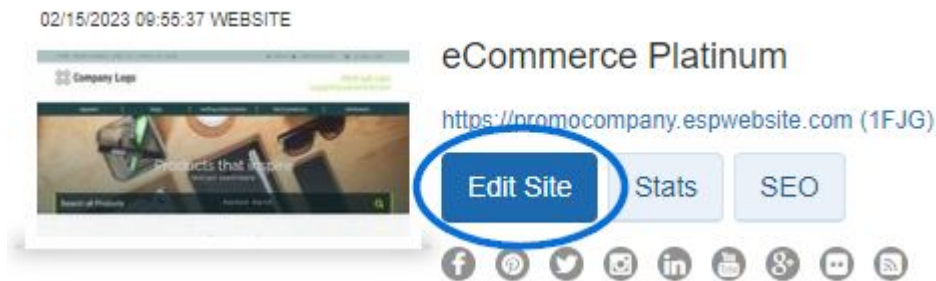 02/15/2023 09:55:37 WEBSITE
eCommerce Platinum
Company Logo
https://promocompany.espwebsite.com (1FJG)
Products that inspire
Edit Site
Stats
SEO
Search all Products